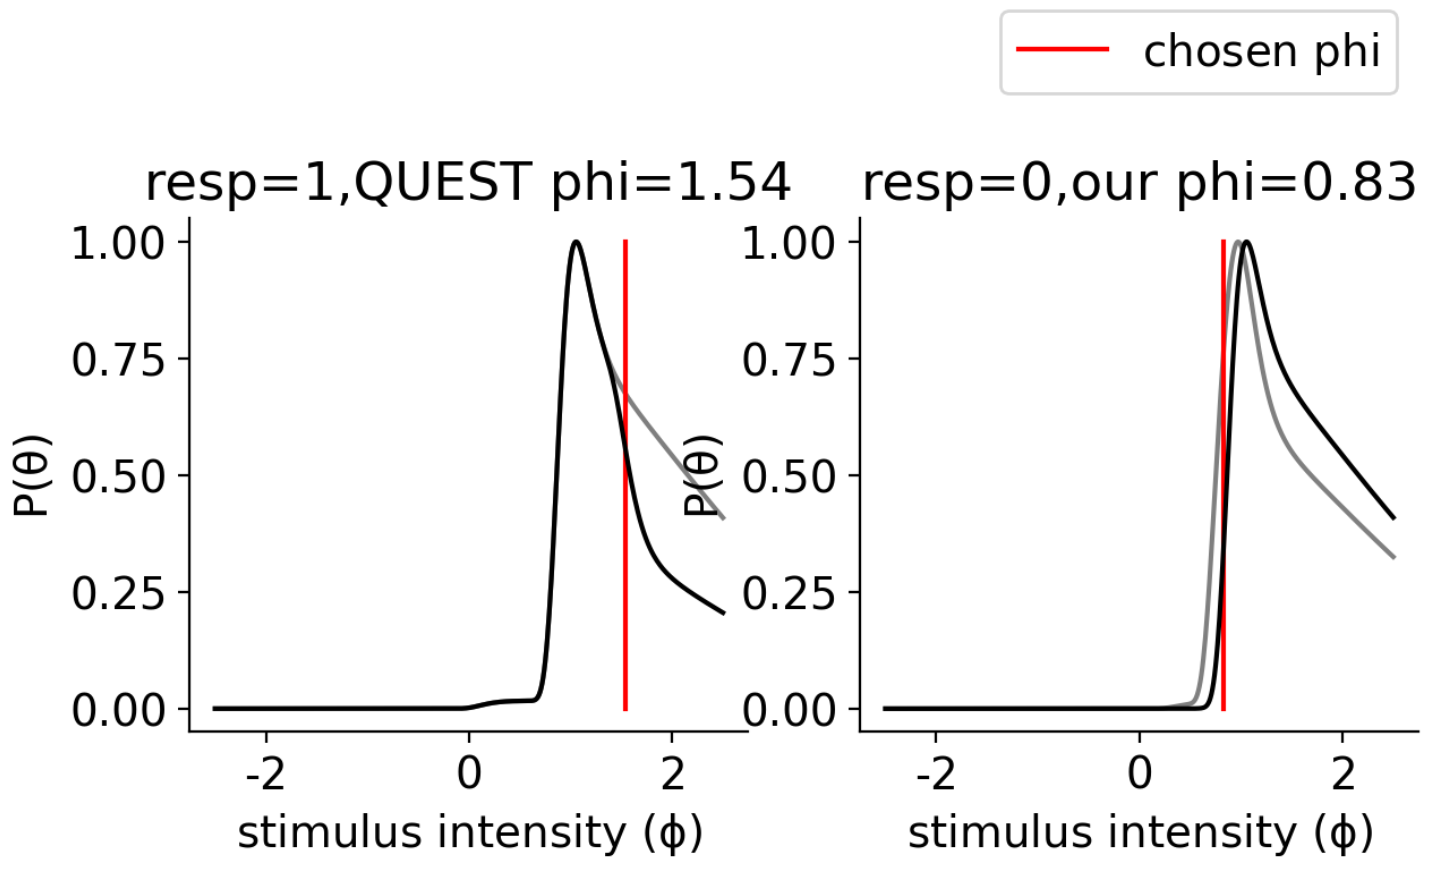 chosen phi
resp=1,QUEST phi=1.54
1.00
0.75
0.50
0.25
0.00
P(θ)
-2 0 2
stimulus intensity (ϕ)
resp=0,our phi=0.83
1.00
0.75
0.50
0.25
0.00
P(θ)
-2 0 2
stimulus intensity (ϕ)